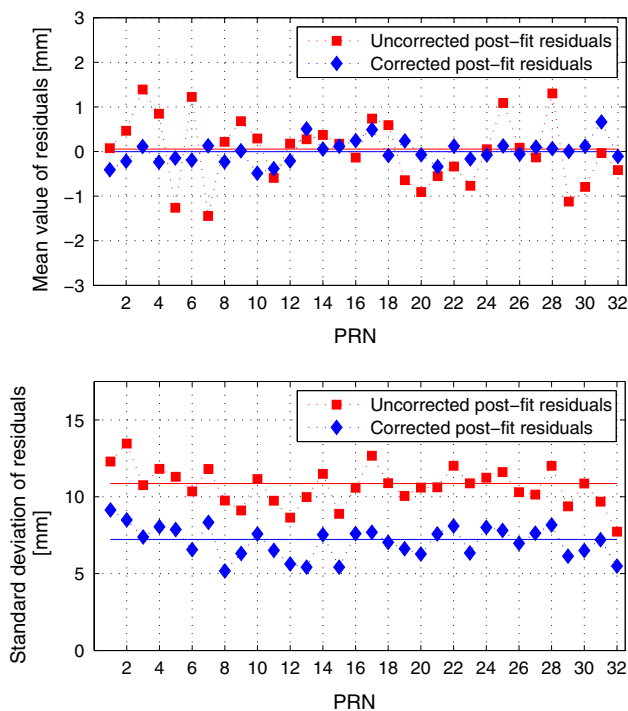 3
2
1
0
−1
−2
−3
Mean value of residuals [mm]
Uncorrected post−fit residuals
Corrected post−fit residuals
2 4 6 8 10 12 14 16 18 20 22 24 26 28 30 32
PRN
15
10
5
0
Standard deviation of residuals
[mm]
Uncorrected post−fit residuals
Corrected post−fit residuals
2 4 6 8 10 12 14 16 18 20 22 24 26 28 30 32
PRN